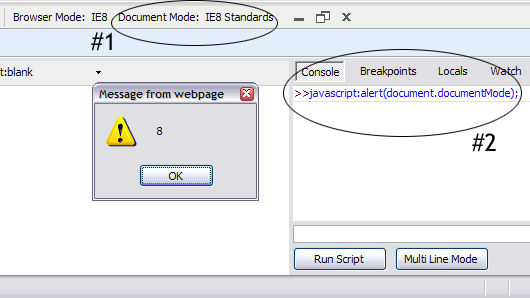 Browser Mode: IE8 Document Mode: IE8 Standards
#1
t:blank
Console Breakpoints Locals Watch
Message from webpage
>>javascript:alert(document.documentMode);
8
#2
OK
Run Script Multi Line Mode